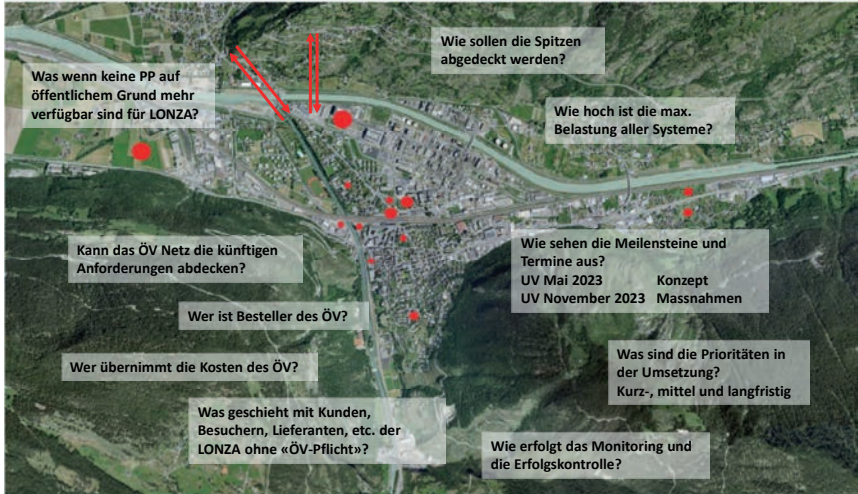 Wie sollen die Spitzen
abgedeckt werden?
Was wenn keine PP auf
öffentlichem Grund mehr
verfügbar sind für LONZA?
Wie hoch ist die max.
Belastung aller Systeme?
Kann das ÖV Netz die künftigen
Anforderungen abdecken?
Wie sehen die Meilensteine und
Termine aus?
UV Mai 2023 Konzept
UV November 2023 Massnahmen
Wer ist Besteller des ÖV?
Wer übernimmt die Kosten des ÖV?
Was sind die Prioritäten in
der Umsetzung?
Kurz-, mittel und langfristig
Was geschieht mit Kunden,
Besuchern, Lieferanten, etc. der
LONZA ohne «ÖV-Pflicht»?
Wie erfolgt das Monitoring und
die Erfolgskontrolle?